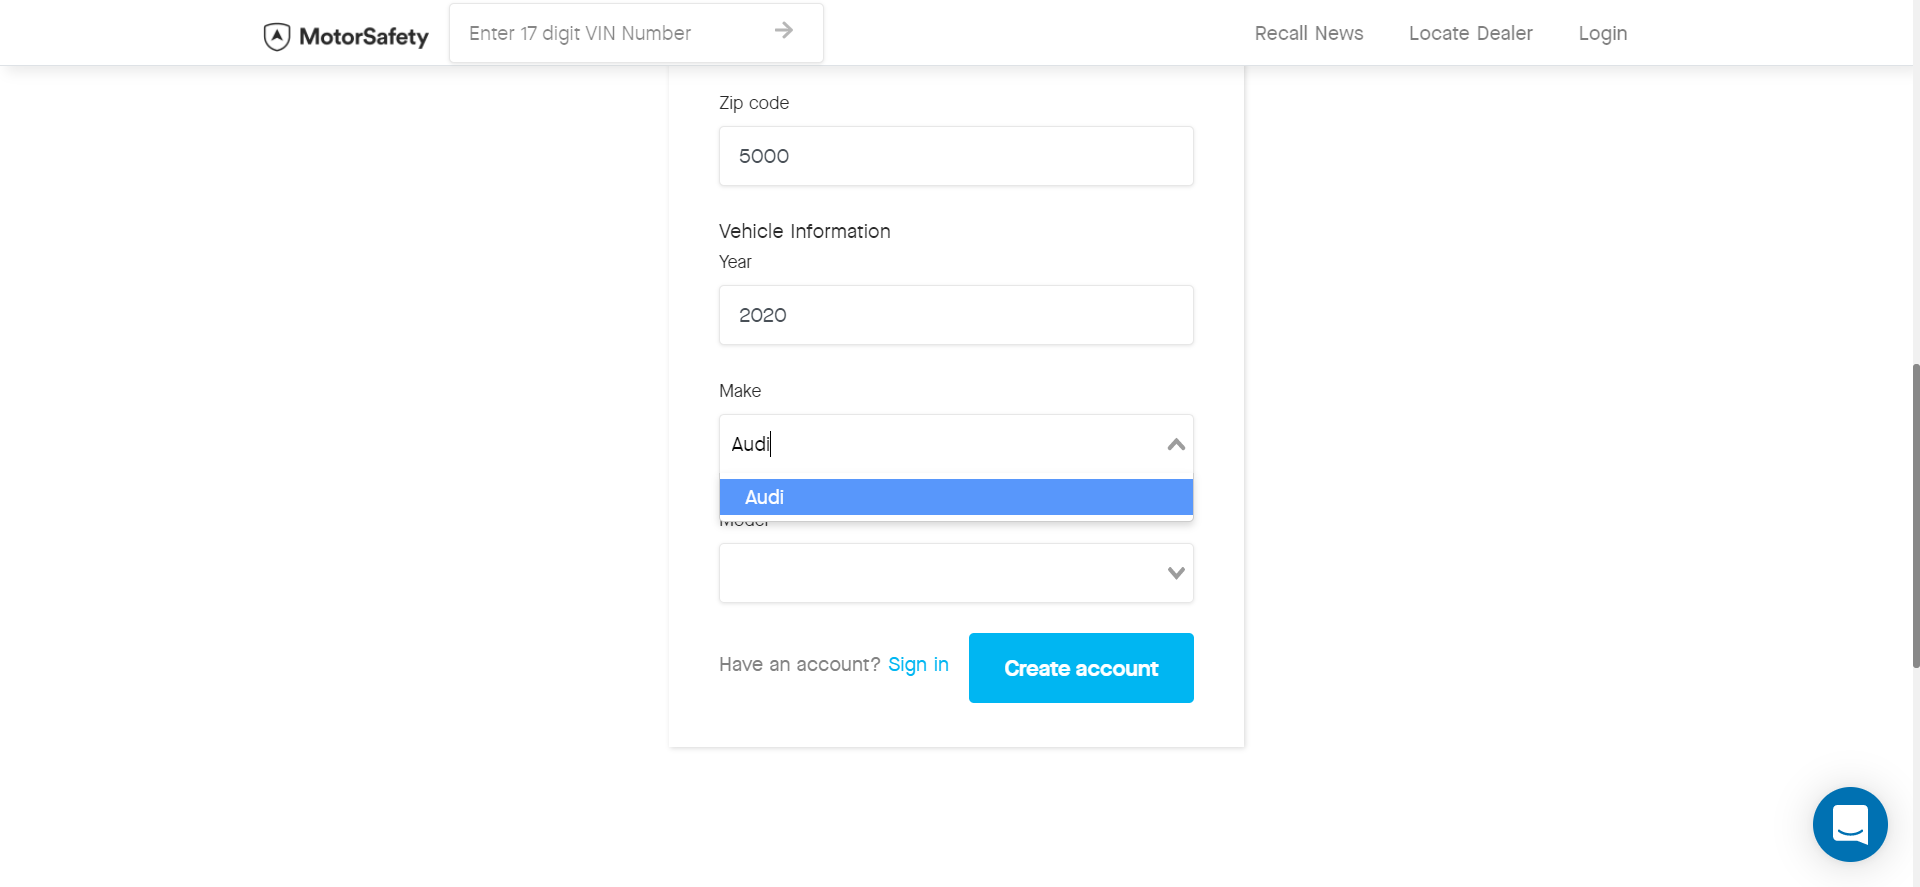 MotorSafety
Enter 17 digit VIN Number
Recall News
Locate Dealer
Login
Zip code
5000
Vehicle Information
Year
2020
Make
Audi
Audi
Model
Have an account? Sign in
Create account